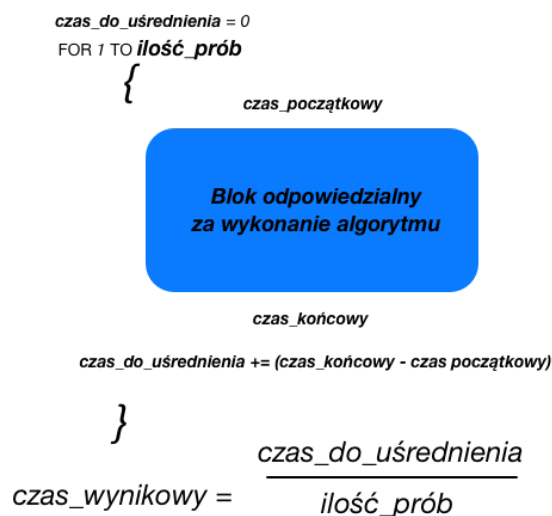 czas_do_uśrednienia = 0
FOR 1 TO ilość_prób
{
czas_początkowy
Blok odpowiedzialny
za wykonanie algorytmu
czas_końcowy
czas_do_uśrednienia += (czas_końcowy - czas początkowy)
}
czas_do_uśrednienia
czas_wynikowy =
ilość_prób